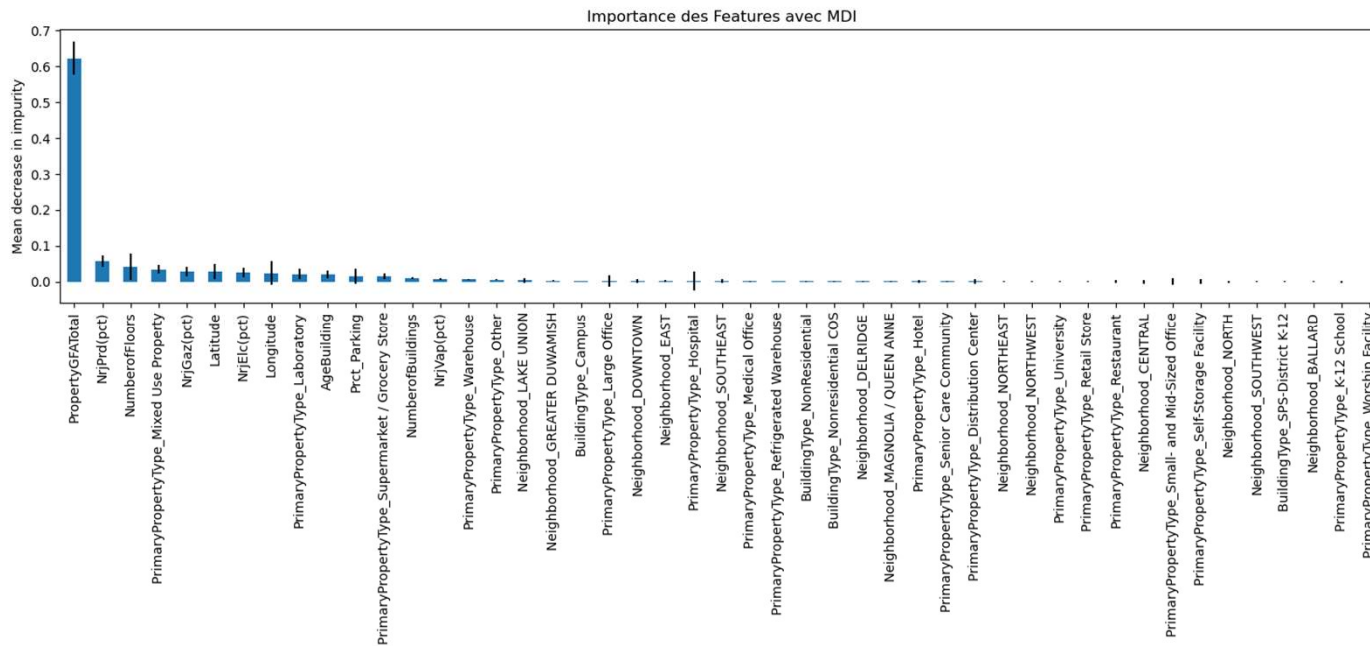 Importance des Features avec MDI
Mean decrease in impurity
0.7
0.6
0.5
0.4
0.3
0.2
0.1
0.0
PropertyGFATotal
NrjPrd(pct)
NumberofFloors
PrimaryPropertyType_Mixed Use Property
NrjGaz(pct)
Latitude
NrjElc(pct)
Longitude
PrimaryPropertyType_Laboratory
AgeBuilding
Prct_Parking
PrimaryPropertyType_Supermarket / Grocery Store
NumberofBuildings
NrjVap(pct)
PrimaryPropertyType_Warehouse
PrimaryPropertyType_Other
Neighborhood_LAKE UNION
Neighborhood_GREATER DUWAMISH
BuildingType_Campus
PrimaryPropertyType_Large Office
Neighborhood_DOWNTOWN
Neighborhood_EAST
PrimaryPropertyType_Hospital
Neighborhood_SOUTHEAST
PrimaryPropertyType_Medical Office
PrimaryPropertyType_Refrigerated Warehouse
BuildingType_NonResidential
BuildingType_Nonresidential COS
Neighborhood_DELRIDGE
Neighborhood_MAGNOLIA / QUEEN ANNE
PrimaryPropertyType_Hotel
PrimaryPropertyType_Senior Care Community
PrimaryPropertyType_Distribution Center
Neighborhood_NORTHEAST
Neighborhood_NORTHWEST
PrimaryPropertyType_University
PrimaryPropertyType_Retail Store
PrimaryPropertyType_Restaurant
Neighborhood_CENTRAL
PrimaryPropertyType_Small- and Mid-Sized Office
PrimaryPropertyType_Self-Storage Facility
Neighborhood_NORTH
Neighborhood_SOUTHWEST
BuildingType_SPS-District K-12
Neighborhood_BALLARD
PrimaryPropertyType_K-12 School
PrimaryPropertyType_Worship Facility